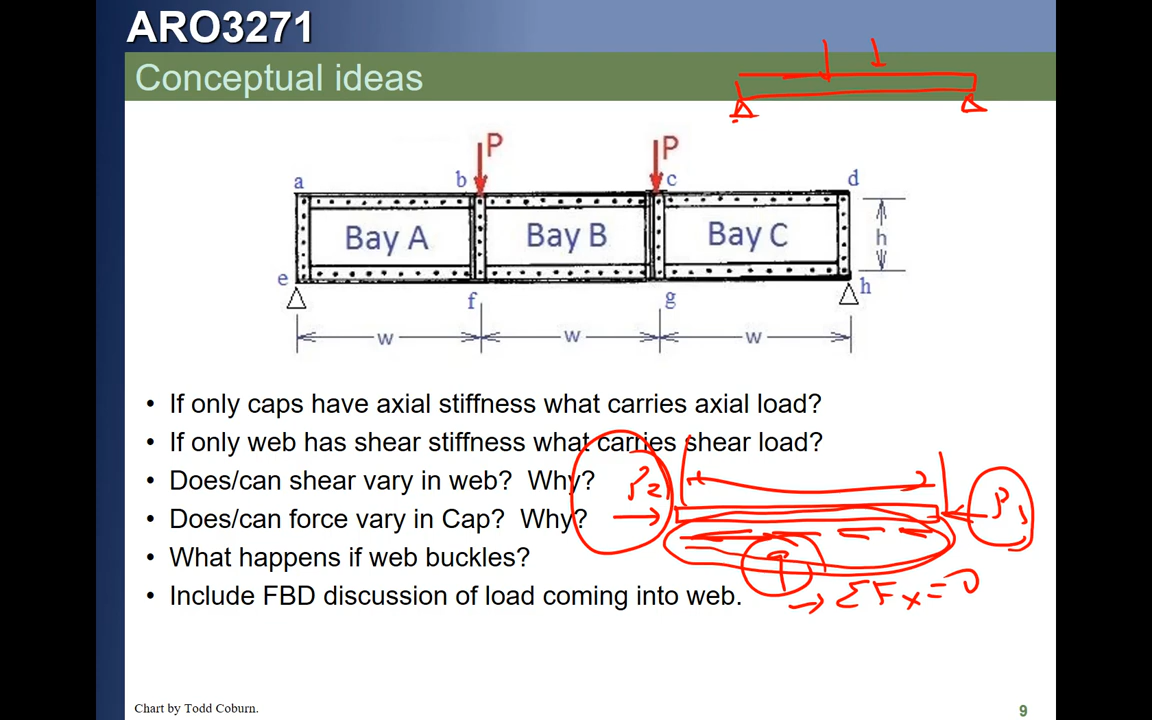 ARO3271
Conceptual ideas
P P
a b c d
Bay A Bay B Bay C h
e f g h
w w w
• If only caps have axial stiffness what carries axial load?
• If only web has shear stiffness what carries shear load?
• Does/can shear vary in web? Why?
• Does/can force vary in Cap? Why?
• What happens if web buckles?
• Include FBD discussion of load coming into web.
P2 P1
q
→ ΣFx = 0
Chart by Todd Coburn.
9